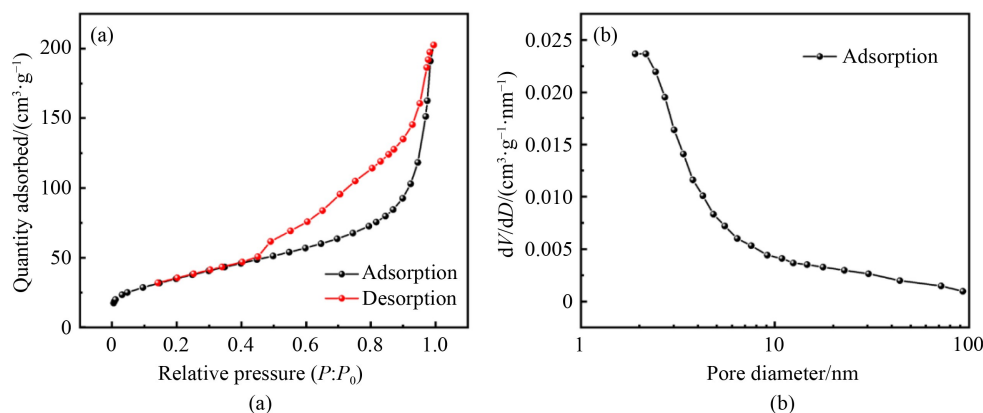 (a)
200
150
100
50
0
Quantity adsorbed/(cm³·g⁻¹)
Adsorption
Desorption
0 0.2 0.4 0.6 0.8 1.0
Relative pressure (P:P₀)
(a)
(b)
0.025
0.020
0.015
0.010
0.005
0
dV/dD/(cm³·g⁻¹·nm⁻¹)
Adsorption
1 10 100
Pore diameter/nm
(b)